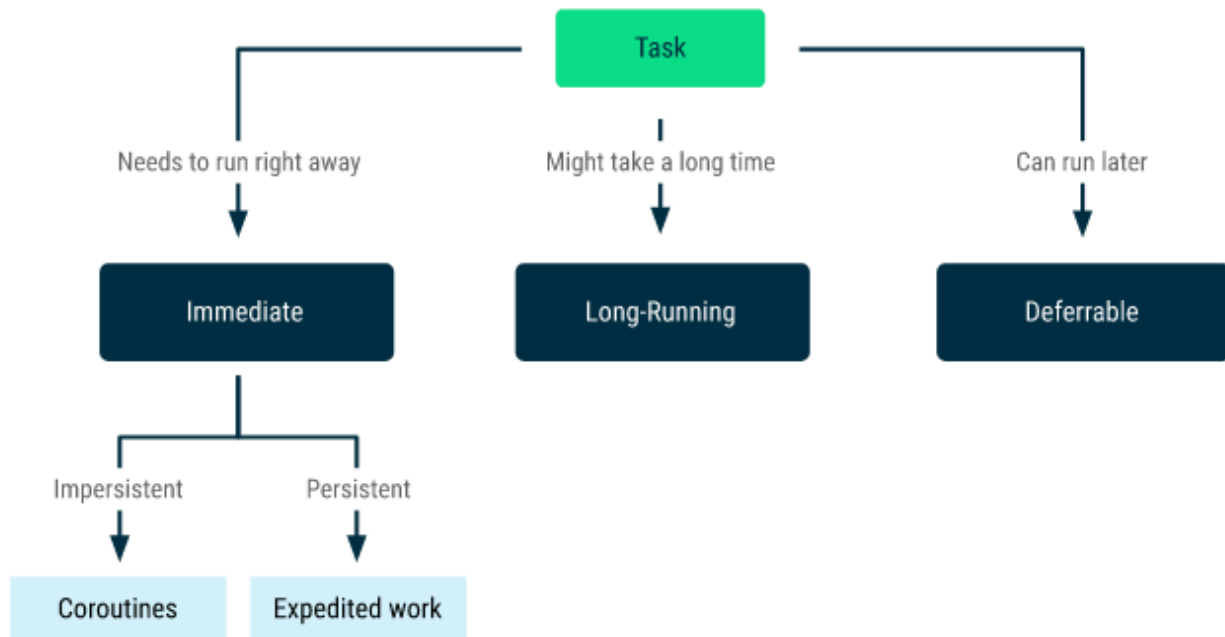 Task
Needs to run right away
Might take a long time
Can run later
Immediate
Long-Running
Deferrable
Impersistent
Persistent
Coroutines
Expedited work